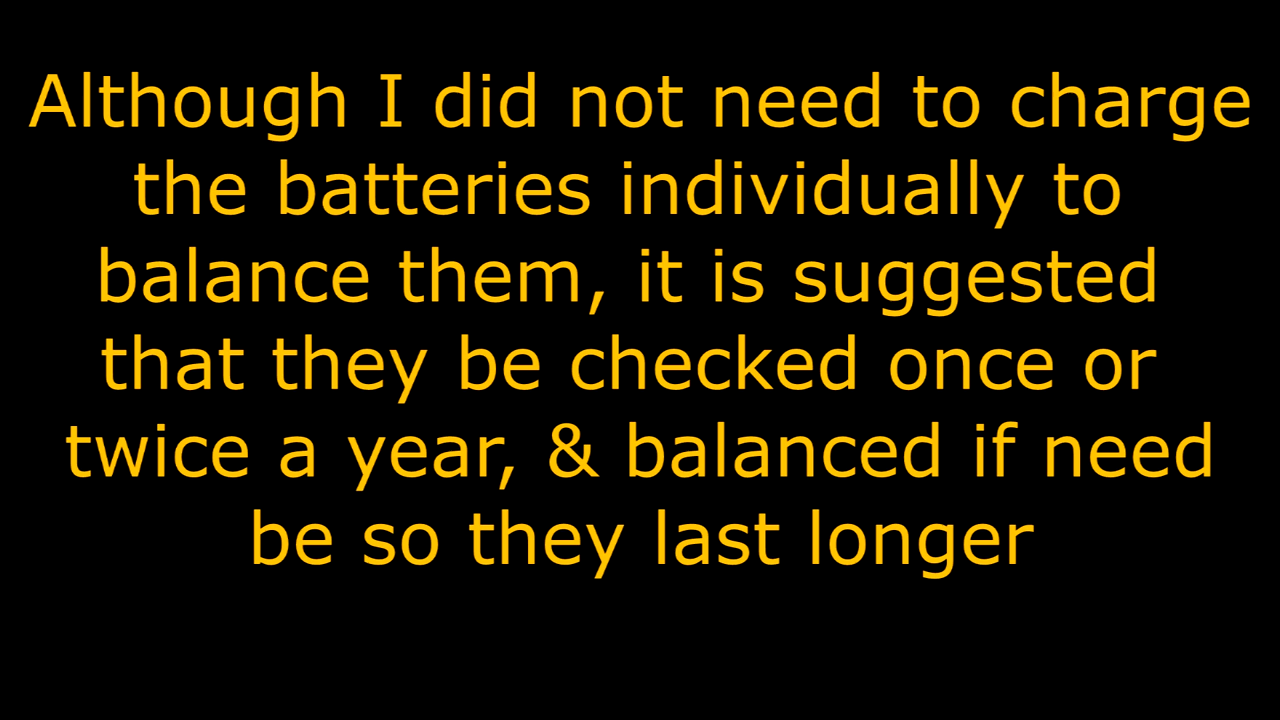 Although I did not need to charge
the batteries individually to
balance them, it is suggested
that they be checked once or
twice a year, & balanced if need
be so they last longer